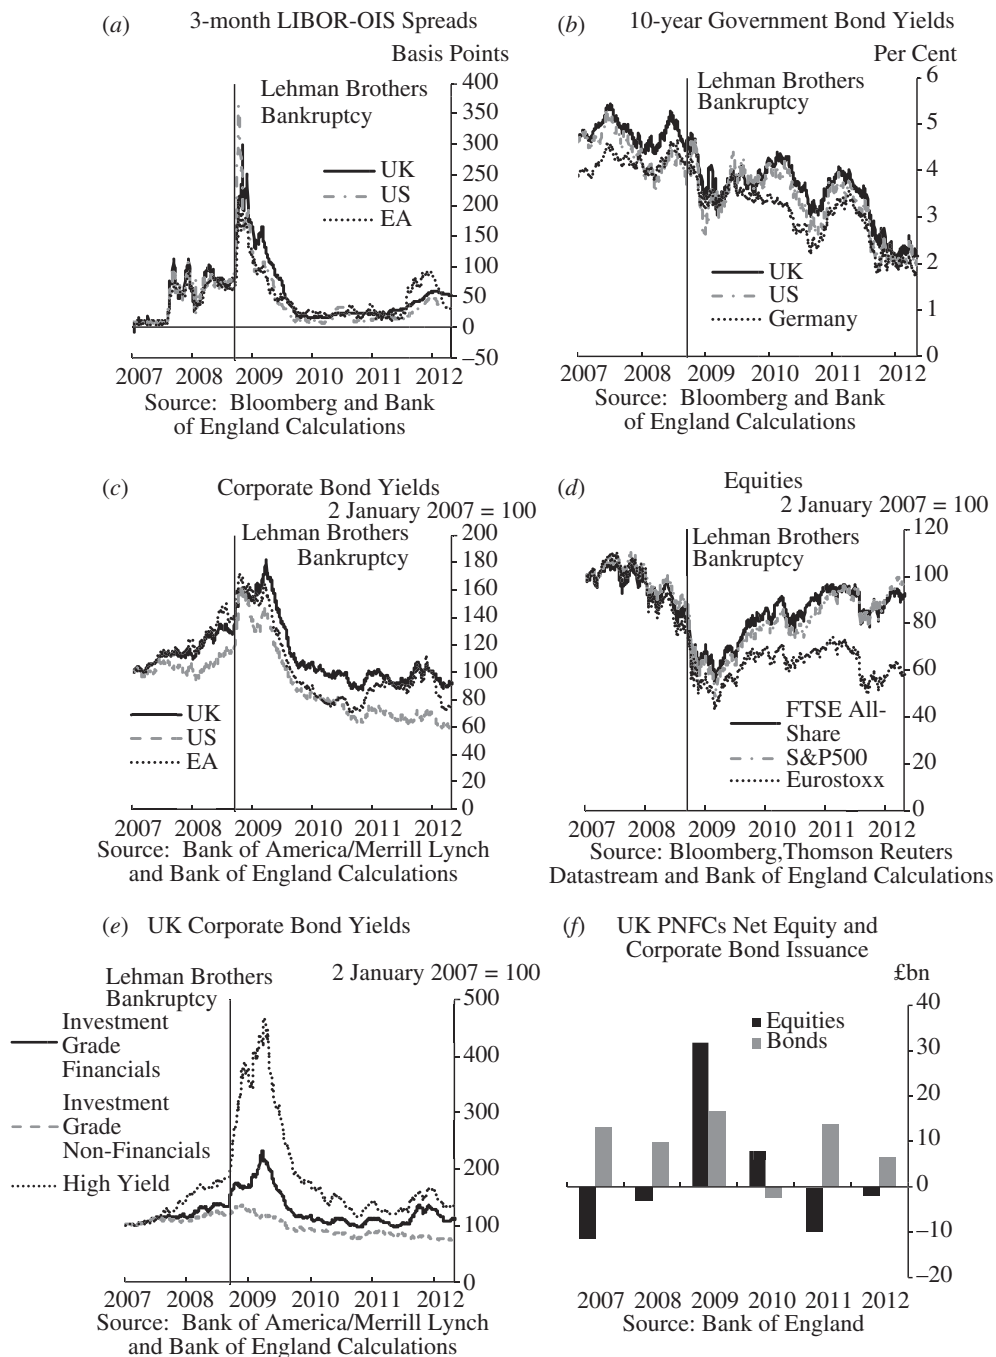 (a) 3-month LIBOR-OIS Spreads
Basis Points
Lehman Brothers
Bankruptcy
UK
US
EA
400
350
300
250
200
150
100
50
0
–50
2007 2008 2009 2010 2011 2012
Source: Bloomberg and Bank
of England Calculations
(b) 10-year Government Bond Yields
Per Cent
Lehman Brothers
Bankruptcy
UK
US
Germany
6
5
4
3
2
1
0
2007 2008 2009 2010 2011 2012
Source: Bloomberg and Bank
of England Calculations
(c) Corporate Bond Yields
2 January 2007 = 100
Lehman Brothers
Bankruptcy
UK
US
EA
200
180
160
140
120
100
80
60
40
20
0
2007 2008 2009 2010 2011 2012
Source: Bank of America/Merrill Lynch
and Bank of England Calculations
(d) Equities
2 January 2007 = 100
Lehman Brothers
Bankruptcy
FTSE All-
Share
S&P500
Eurostoxx
120
100
80
60
40
20
0
2007 2008 2009 2010 2011 2012
Source: Bloomberg,Thomson Reuters
Datastream and Bank of England Calculations
(e) UK Corporate Bond Yields
2 January 2007 = 100
Lehman Brothers
Bankruptcy
Investment
Grade
Financials
Investment
Grade
Non-Financials
High Yield
500
400
300
200
100
0
2007 2008 2009 2010 2011 2012
Source: Bank of America/Merrill Lynch
and Bank of England Calculations
(f) UK PNFCs Net Equity and
Corporate Bond Issuance
£bn
Equities
Bonds
40
30
20
10
0
–10
–20
2007 2008 2009 2010 2011 2012
Source: Bank of England